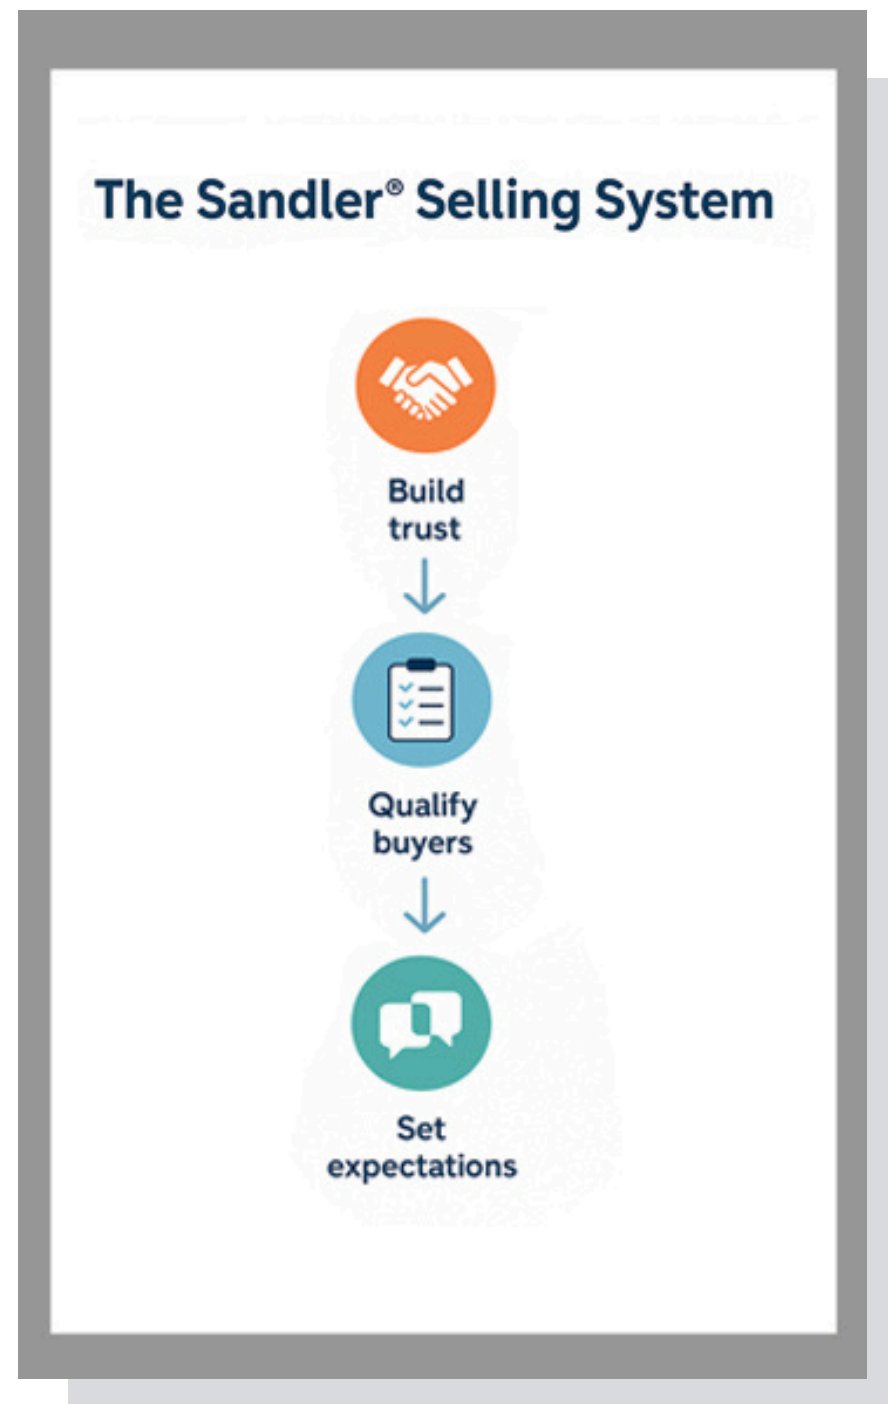 The Sandler® Selling System
Build
trust
Qualify
buyers
Set
expectations